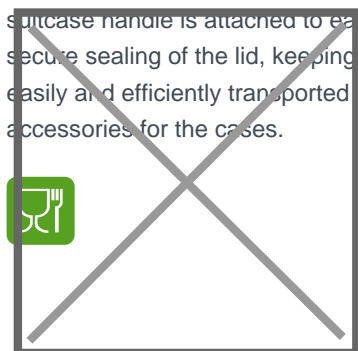 suitcase handle is attached to ea
secure sealing of the lid, keeping
easily and efficiently transported
accessories for the cases.